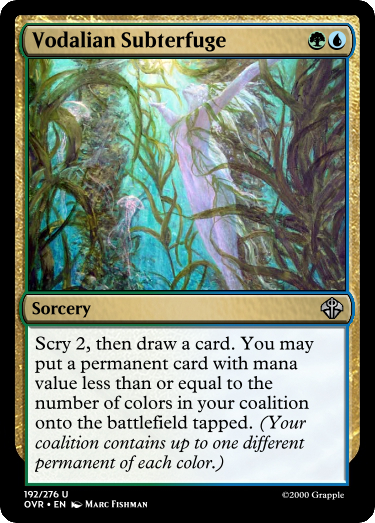 Vodalian Subterfuge
Sorcery
Scry 2, then draw a card. You may
put a permanent card with mana
value less than or equal to the
number of colors in your coalition
onto the battlefield tapped. (Your
coalition contains up to one different
permanent of each color.)
192/276 U
OVR • EN Marc Fishman
©2000 Grapple